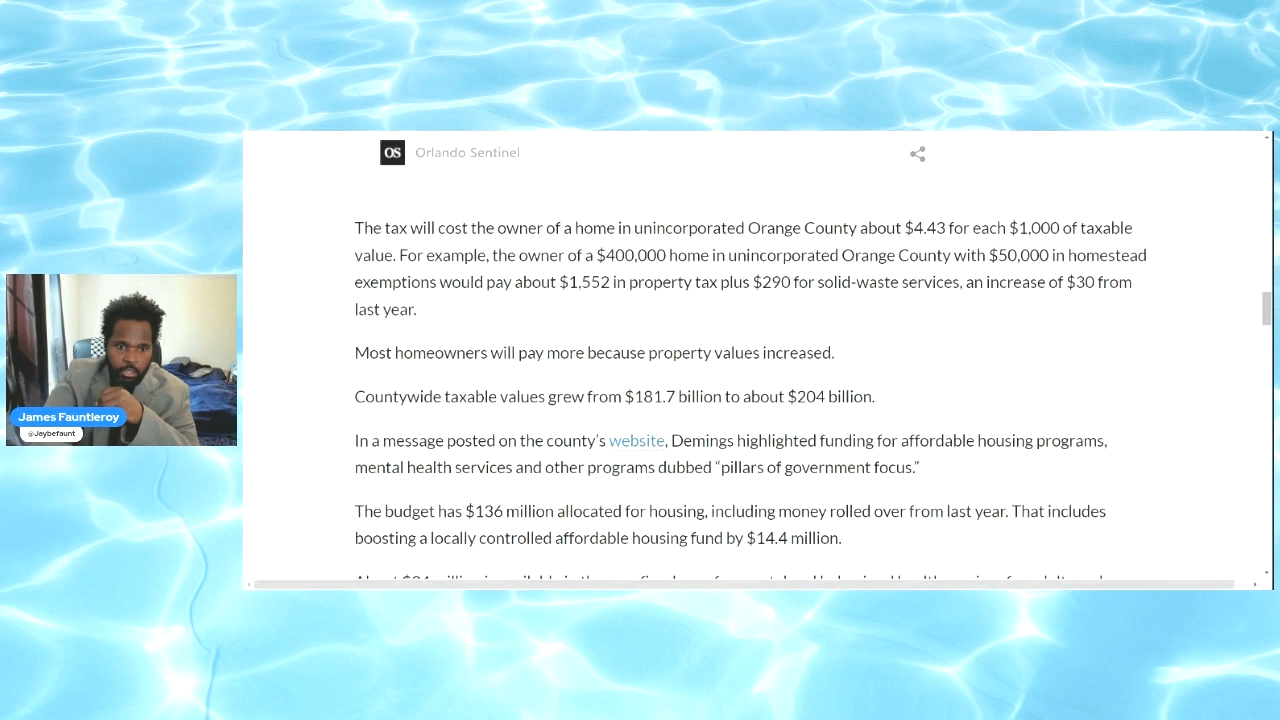 OS Orlando Sentinel
The tax will cost the owner of a home in unincorporated Orange County about $4.43 for each $1,000 of taxable
value. For example, the owner of a $400,000 home in unincorporated Orange County with $50,000 in homestead
exemptions would pay about $1,552 in property tax plus $290 for solid-waste services, an increase of $30 from
last year.
Most homeowners will pay more because property values increased.
Countywide taxable values grew from $181.7 billion to about $204 billion.
In a message posted on the county’s website, Demings highlighted funding for affordable housing programs,
mental health services and other programs dubbed “pillars of government focus.”
The budget has $136 million allocated for housing, including money rolled over from last year. That includes
boosting a locally controlled affordable housing fund by $14.4 million.
James Fauntleroy
@Jaybefaunt